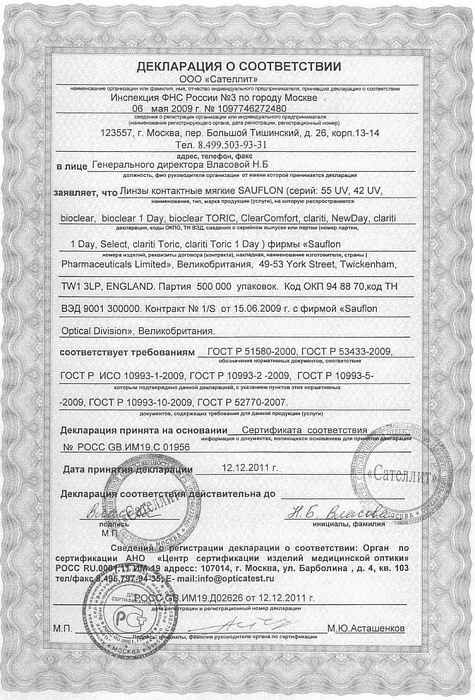 ДЕКЛАРАЦИЯ О СООТВЕТСТВИИ
ООО «Сателлит»
наименование организации или фамилия, имя, отчество индивидуального предпринимателя, принявших декларацию о соответствии
Инспекция ФНС России №3 по городу Москве
06 мая 2009 г. №1097746272480
сведения о регистрации организации или индивидуального предпринимателя
(наименование регистрирующего органа, дата регистрации, регистрационный номер)
123557, г. Москва, пер. Большой Тишинский, д. 26, корп.13-14
Тел. 8.499.503-93-31
адрес, телефон, факс
в лице Генерального директора Власовой Н.Б
должность, фио руководителя организации от имени которой принимается декларация
заявляет, что Линзы контактные мягкие SAUFLON (серий: 55 UV, 42 UV,
наименование, тип, марка продукции (услуги), на которую распространяется
bioclear, bioclear 1 Day, bioclear TORIC, ClearComfort, clariti, NewDay, clariti
декларация, коды ОКП, ТН ВЭД, сведения о серийном выпуске или партии (номер партии,
1 Day, Select, clariti Toric, clariti Toric 1 Day ) фирмы «Sauflon
номера изделий, реквизиты договора (контракта), накладная, наименование изготовителя, страны )
Pharmaceuticals Limited», Великобритания, 49-53 York Street, Twickenham,
TW1 3LP, ENGLAND. Партия 500 000 упаковок. Код ОКП 94 88 70,код ТН
ВЭД 9001 300000. Контракт № 1/S от 15.06.2009 г. с фирмой «Sauflon
Optical Division», Великобритания.
соответствует требованиям ГОСТ Р 51580-2000, ГОСТ Р 53433-2009,
обозначение нормативных документов, соответствие
ГОСТ Р ИСО 10993-1-2009, ГОСТ Р 10993-2 -2009, ГОСТ Р 10993-5-
которым подтверждено данной декларацией, с указанием пунктов этих нормативных
-2009, ГОСТ Р 10993-10-2009, ГОСТ Р 52770-2007.
документов, содержащих требования для данной продукции (услуги)
Декларация принята на основании Сертификата соответствия
информация о документах, являющихся основанием для принятия декларации
№ РОСС GB.ИМ19.С 01956
Дата принятия декларации 12.12.2011 г.
«Сателлит»
Декларация соответствия действительна до
«Сателлит»
Н.Б. Власова
подпись
инициалы, фамилия
М.П.
МОСКВА
Сведения о регистрации декларации о соответствии: Орган по
сертификации АНО «Центр сертификации изделий медицинской оптики»
РОСС RU.0001.11 ИМ 19 адрес: 107014, г. Москва, ул. Барболина , д. 4, кв. 103
тел/факс 8.495.797-94-35, E- mail:info@opticatest.ru
РОСС GB.ИМ19.Д02626 от 12.12.2011 г.
дата регистрации и регистрационный номер декларации
М.П.
М.Ю.Асташенков
Подпись, инициалы, фамилия руководителя органа по сертификации
МОСКВА